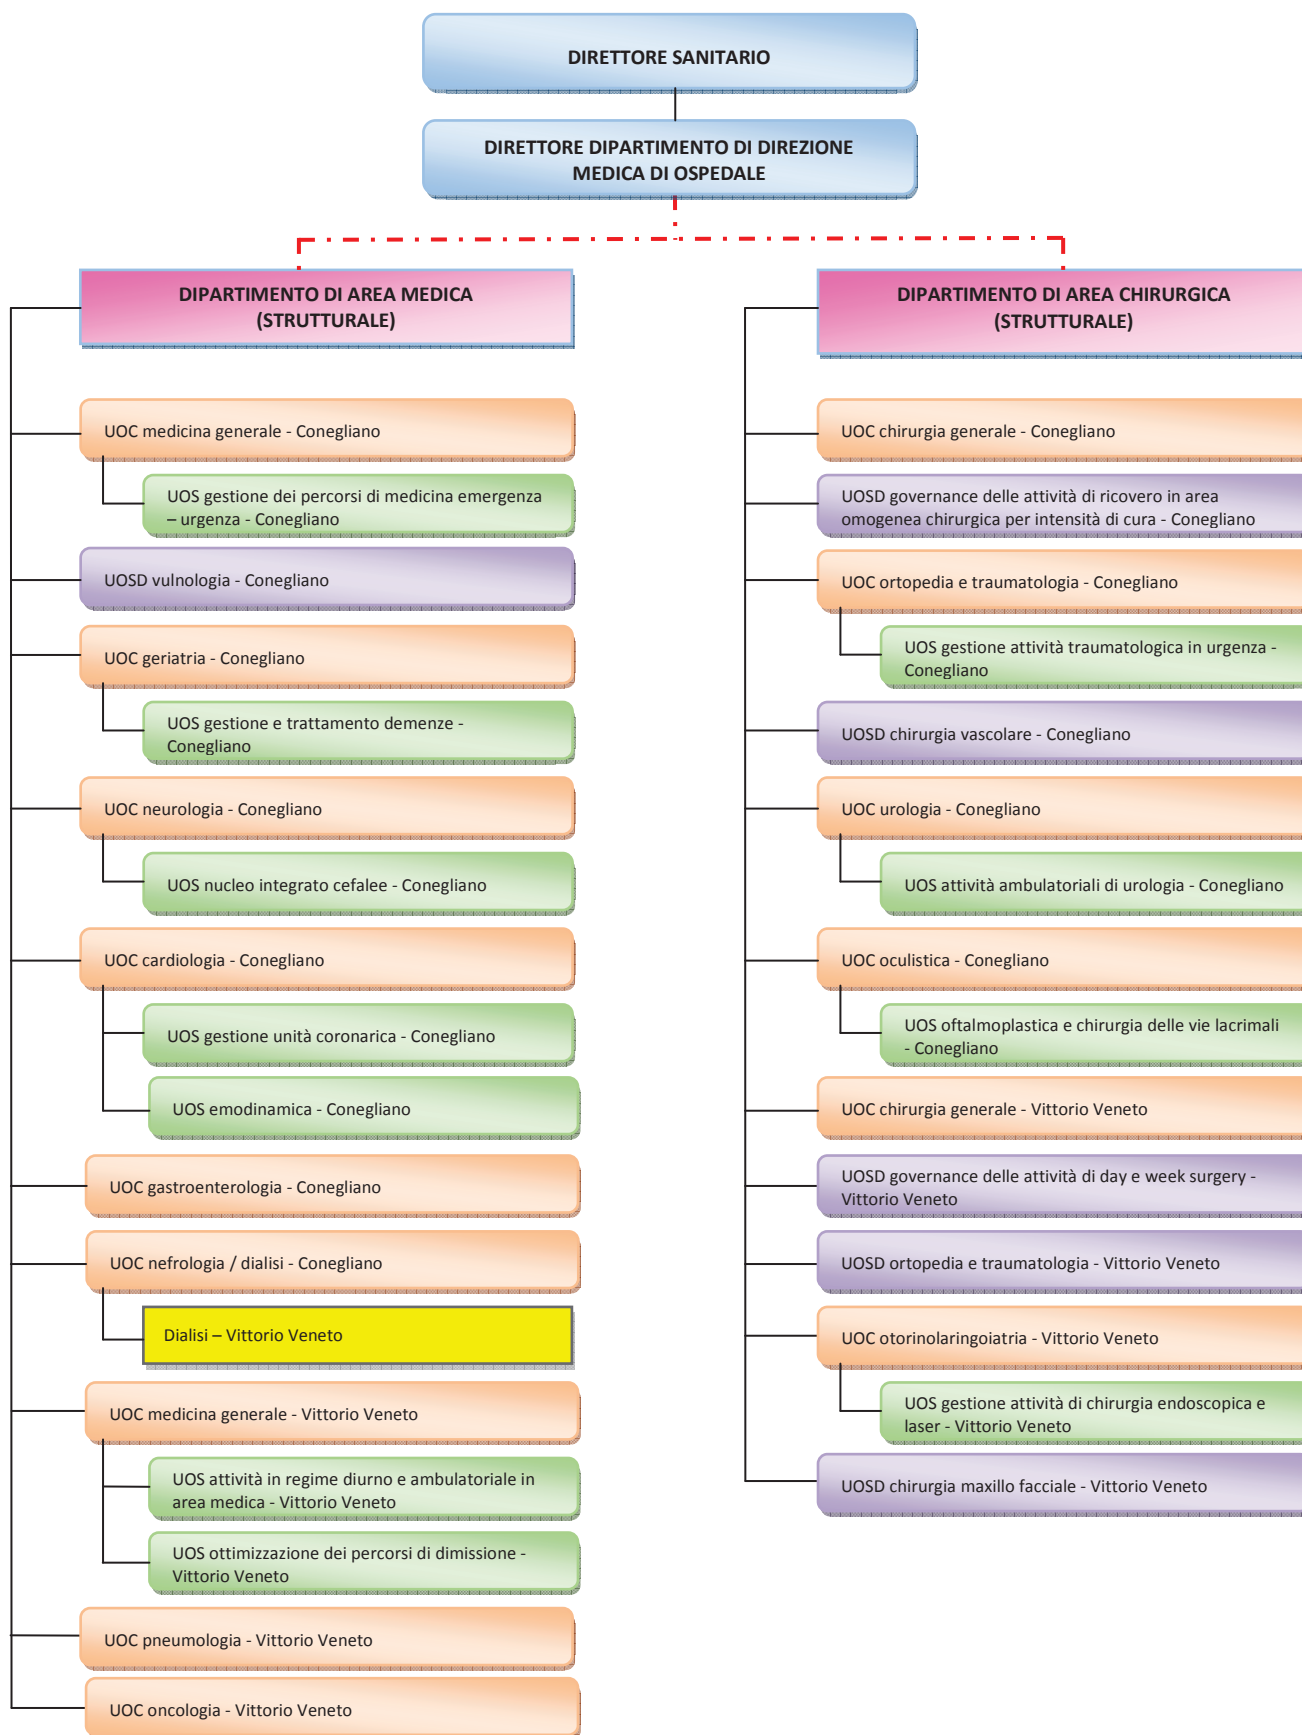 DIRETTORE SANITARIO
DIRETTORE DIPARTIMENTO DI DIREZIONE
MEDICA DI OSPEDALE
DIPARTIMENTO DI AREA MEDICA
(STRUTTURALE)
UOC medicina generale - Conegliano
UOS gestione dei percorsi di medicina emergenza
– urgenza - Conegliano
UOSD vulnologia - Conegliano
UOC geriatria - Conegliano
UOS gestione e trattamento demenze -
Conegliano
UOC neurologia - Conegliano
UOS nucleo integrato cefalee - Conegliano
UOC cardiologia - Conegliano
UOS gestione unità coronarica - Conegliano
UOS emodinamica - Conegliano
UOC gastroenterologia - Conegliano
UOC nefrologia / dialisi - Conegliano
Dialisi – Vittorio Veneto
UOC medicina generale - Vittorio Veneto
UOS attività in regime diurno e ambulatoriale in
area medica - Vittorio Veneto
UOS ottimizzazione dei percorsi di dimissione -
Vittorio Veneto
UOC pneumologia - Vittorio Veneto
UOC oncologia - Vittorio Veneto
DIPARTIMENTO DI AREA CHIRURGICA
(STRUTTURALE)
UOC chirurgia generale - Conegliano
UOSD governance delle attività di ricovero in area
omogenea chirurgica per intensità di cura - Conegliano
UOC ortopedia e traumatologia - Conegliano
UOS gestione attività traumatologica in urgenza -
Conegliano
UOSD chirurgia vascolare - Conegliano
UOC urologia - Conegliano
UOS attività ambulatoriali di urologia - Conegliano
UOC oculistica - Conegliano
UOS oftalmoplastica e chirurgia delle vie lacrimali
- Conegliano
UOC chirurgia generale - Vittorio Veneto
UOSD governance delle attività di day e week surgery -
Vittorio Veneto
UOSD ortopedia e traumatologia - Vittorio Veneto
UOC otorinolaringoiatria - Vittorio Veneto
UOS gestione attività di chirurgia endoscopica e
laser - Vittorio Veneto
UOSD chirurgia maxillo facciale - Vittorio Veneto